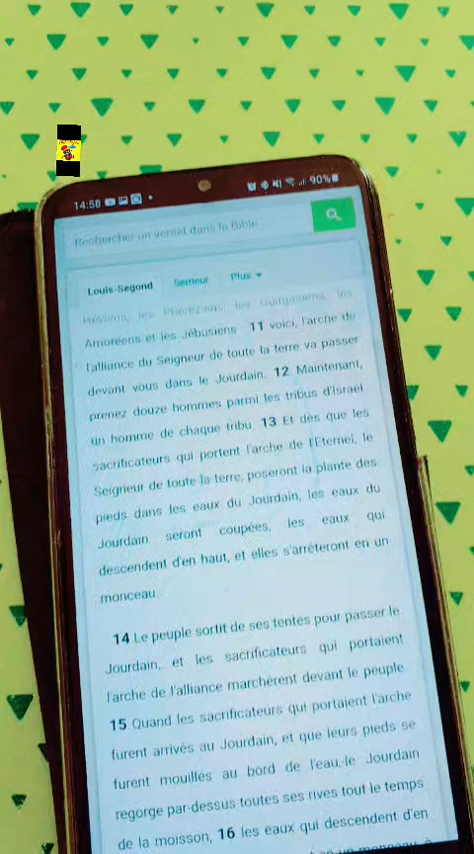 14:58
90%
Rechercher un verset dans la Bible
Louis-Segond Semeur Plus
Héviens, les Phéréziens, les Guirgasiens, les
Amoréens et les Jébusiens 11 voici, l'arche de
l'alliance du Seigneur de toute la terre va passer
devant vous dans le Jourdain. 12 Maintenant,
prenez douze hommes parmi les tribus d'Israël
un homme de chaque tribu 13 Et dès que les
sacrificateurs qui portent l'arche de l'Eternel, le
Seigneur de toute la terre, poseront la plante des
pieds dans les eaux du Jourdain, les eaux du
Jourdain seront coupées, les eaux qui
descendent d'en haut, et elles s'arrêteront en un
monceau.
14 Le peuple sortit de ses tentes pour passer le
Jourdain, et les sacrificateurs qui portaient
l'arche de l'alliance marchèrent devant le peuple
15 Quand les sacrificateurs qui portaient l'arche
furent arrivés au Jourdain, et que leurs pieds se
furent mouillés au bord de l'eau, le Jourdain
regorge par-dessus toutes ses rives tout le temps
de la moisson, 16 les eaux qui descendent d'en